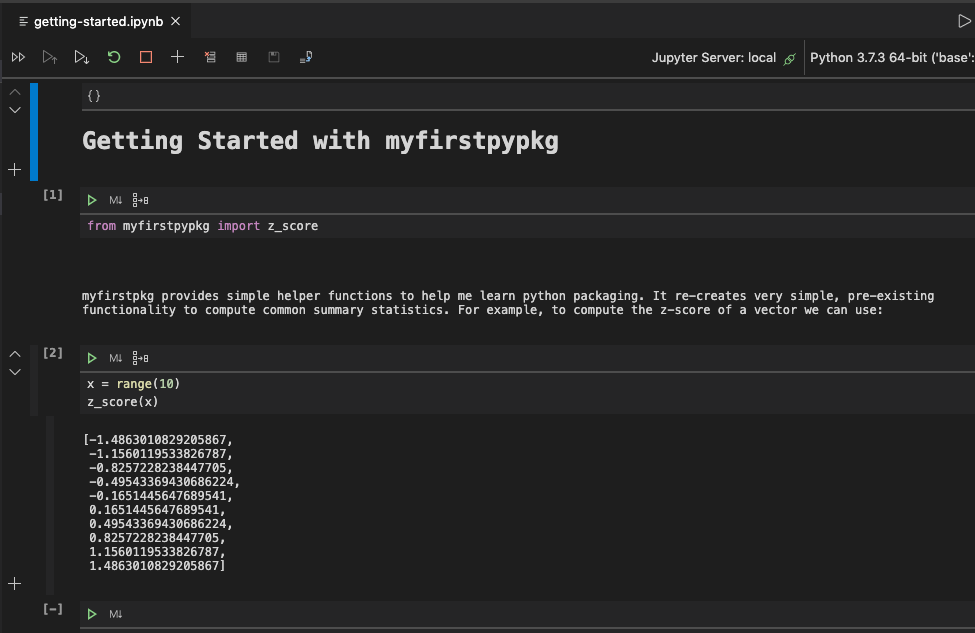 getting-started.ipynb
Jupyter Server: local
Python 3.7.3 64-bit ('base':
{}
Getting Started with myfirstpypkg
[1]
M↓
from myfirstpypkg import z_score
myfirstpkg provides simple helper functions to help me learn python packaging. It re-creates very simple, pre-existing
functionality to compute common summary statistics. For example, to compute the z-score of a vector we can use:
[2]
M↓
x = range(10)
z_score(x)
[-1.4863010829205867,
-1.1560119533826787,
-0.8257228238447705,
-0.49543369430686224,
-0.1651445647689541,
0.1651445647689541,
0.49543369430686224,
0.8257228238447705,
1.1560119533826787,
1.4863010829205867]
[-]
M↓